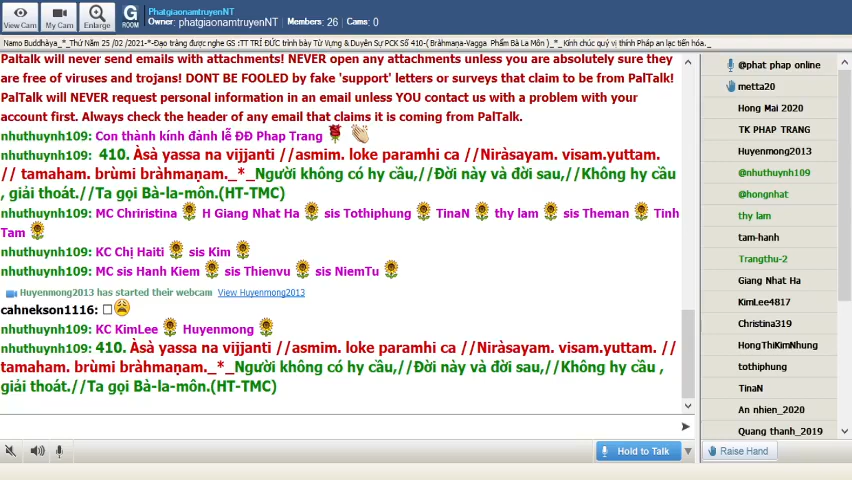 View Cam
My Cam
Enlarge
G
ROOM
PhatgiaonamtruyenNT
Owner: phatgiaonamtruyenNT Members: 26 Cams: 0
Namo Buddhàya_*_Thứ Năm 25 /02 /2021-*-Đạo tràng được nghe GS :TT TRÍ ĐỨC trình bày Từ Vựng &Duyên Sự PCK Số 410-( Bràhmaṇa-Vagga Phẩm Bà La Môn )_*_Kính chúc quý vị thính Pháp an lạc tiến hóa._
Paltalk will never send emails with attachments! NEVER open any attachments unless you are absolutely sure they
are free of viruses and trojans! DONT BE FOOLED by fake 'support' letters or surveys that claim to be from PalTalk!
PalTalk will NEVER request personal information in an email unless YOU contact us with a problem with your
account first. Always check the header of any email that claims it is coming from PalTalk.
nhuthuynh109: Con thành kính đảnh lễ ĐĐ Phap Trang
nhuthuynh109: 410. Àsà yassa na vijjanti //asmim. loke paramhi ca //Niràsayam. visam.yuttam.
// tamaham. brùmi bràhmaṇam._*_Người không có hy cầu,//Đời này và đời sau,//Không hy cầu
, giải thoát.//Ta gọi Bà-la-môn.(HT-TMC)
nhuthuynh109: MC Chriristina H Giang Nhat Ha sis Tothiphung TinaN thy lam sis Theman Tinh
Tam
nhuthuynh109: KC Chị Haiti sis Kim
nhuthuynh109: MC sis Hanh Kiem sis Thienvu sis NiemTu
Huyenmong2013 has started their webcam View Huyenmong2013
cahnekson1116:
nhuthuynh109: KC KimLee Huyenmong
nhuthuynh109: 410. Àsà yassa na vijjanti //asmim. loke paramhi ca //Niràsayam. visam.yuttam. //
tamaham. brùmi bràhmaṇam._*_Người không có hy cầu,//Đời này và đời sau,//Không hy cầu ,
giải thoát.//Ta gọi Bà-la-môn.(HT-TMC)
@phat phap online
metta20
Hong Mai 2020
TK PHAP TRANG
Huyenmong2013
@nhuthuynh109
@hongnhat
thy lam
tam-hanh
Trangthu-2
Giang Nhat Ha
KimLee4817
Christina319
HongThiKimNhung
tothiphung
TinaN
An nhien_2020
Quang thanh_2019
Hold to Talk
Raise Hand